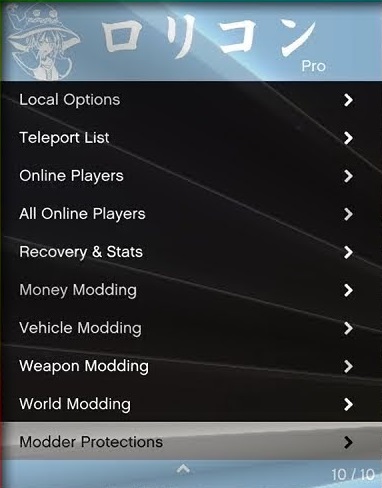 ロリコン
Pro
Local Options
Teleport List
Online Players
All Online Players
Recovery & Stats
Money Modding
Vehicle Modding
Weapon Modding
World Modding
Modder Protections
10 / 10